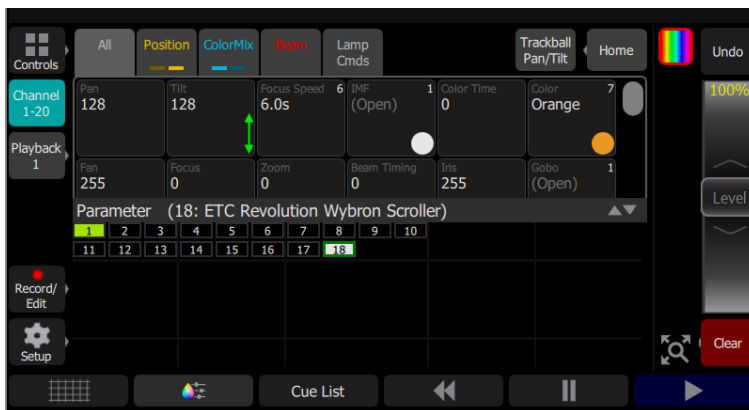 Controls
All
Position
ColorMix
Beam
Lamp
Cmds
Trackball
Pan/Tilt
Home
Undo
Channel
1-20
Pan
128
Tilt
128
Focus Speed 6
6.0s
IMF 1
(Open)
Color Time
0
Color 7
Orange
100%
Playback
1
Fan
255
Focus
0
Zoom
0
Beam Timing
0
Iris
255
Gobo 1
(Open)
Level
Parameter (18: ETC Revolution Wybron Scroller)
1 2 3 4 5 6 7 8 9 10
11 12 13 14 15 16 17 18
Record/
Edit
Setup
Clear
Cue List